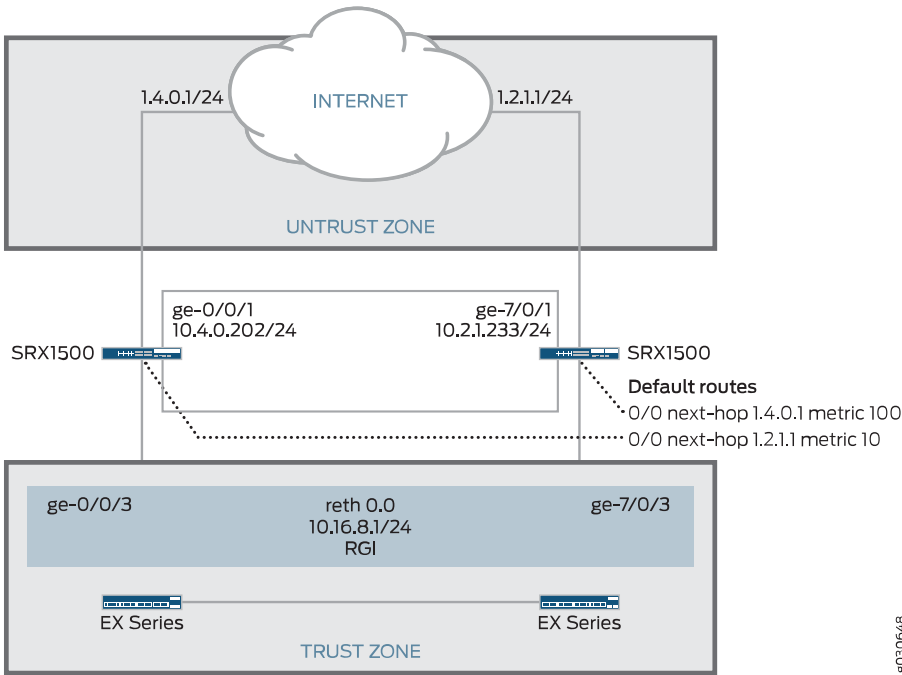 1.4.0.1/24
INTERNET
1.2.1.1/24
UNTRUST ZONE
ge-0/0/1
10.4.0.202/24
ge-7/0/1
10.2.1.233/24
SRX1500
SRX1500
Default routes
0/0 next-hop 1.4.0.1 metric 100
0/0 next-hop 1.2.1.1 metric 10
ge-0/0/3
reth 0.0
10.16.8.1/24
RGI
ge-7/0/3
EX Series
EX Series
TRUST ZONE
g030648